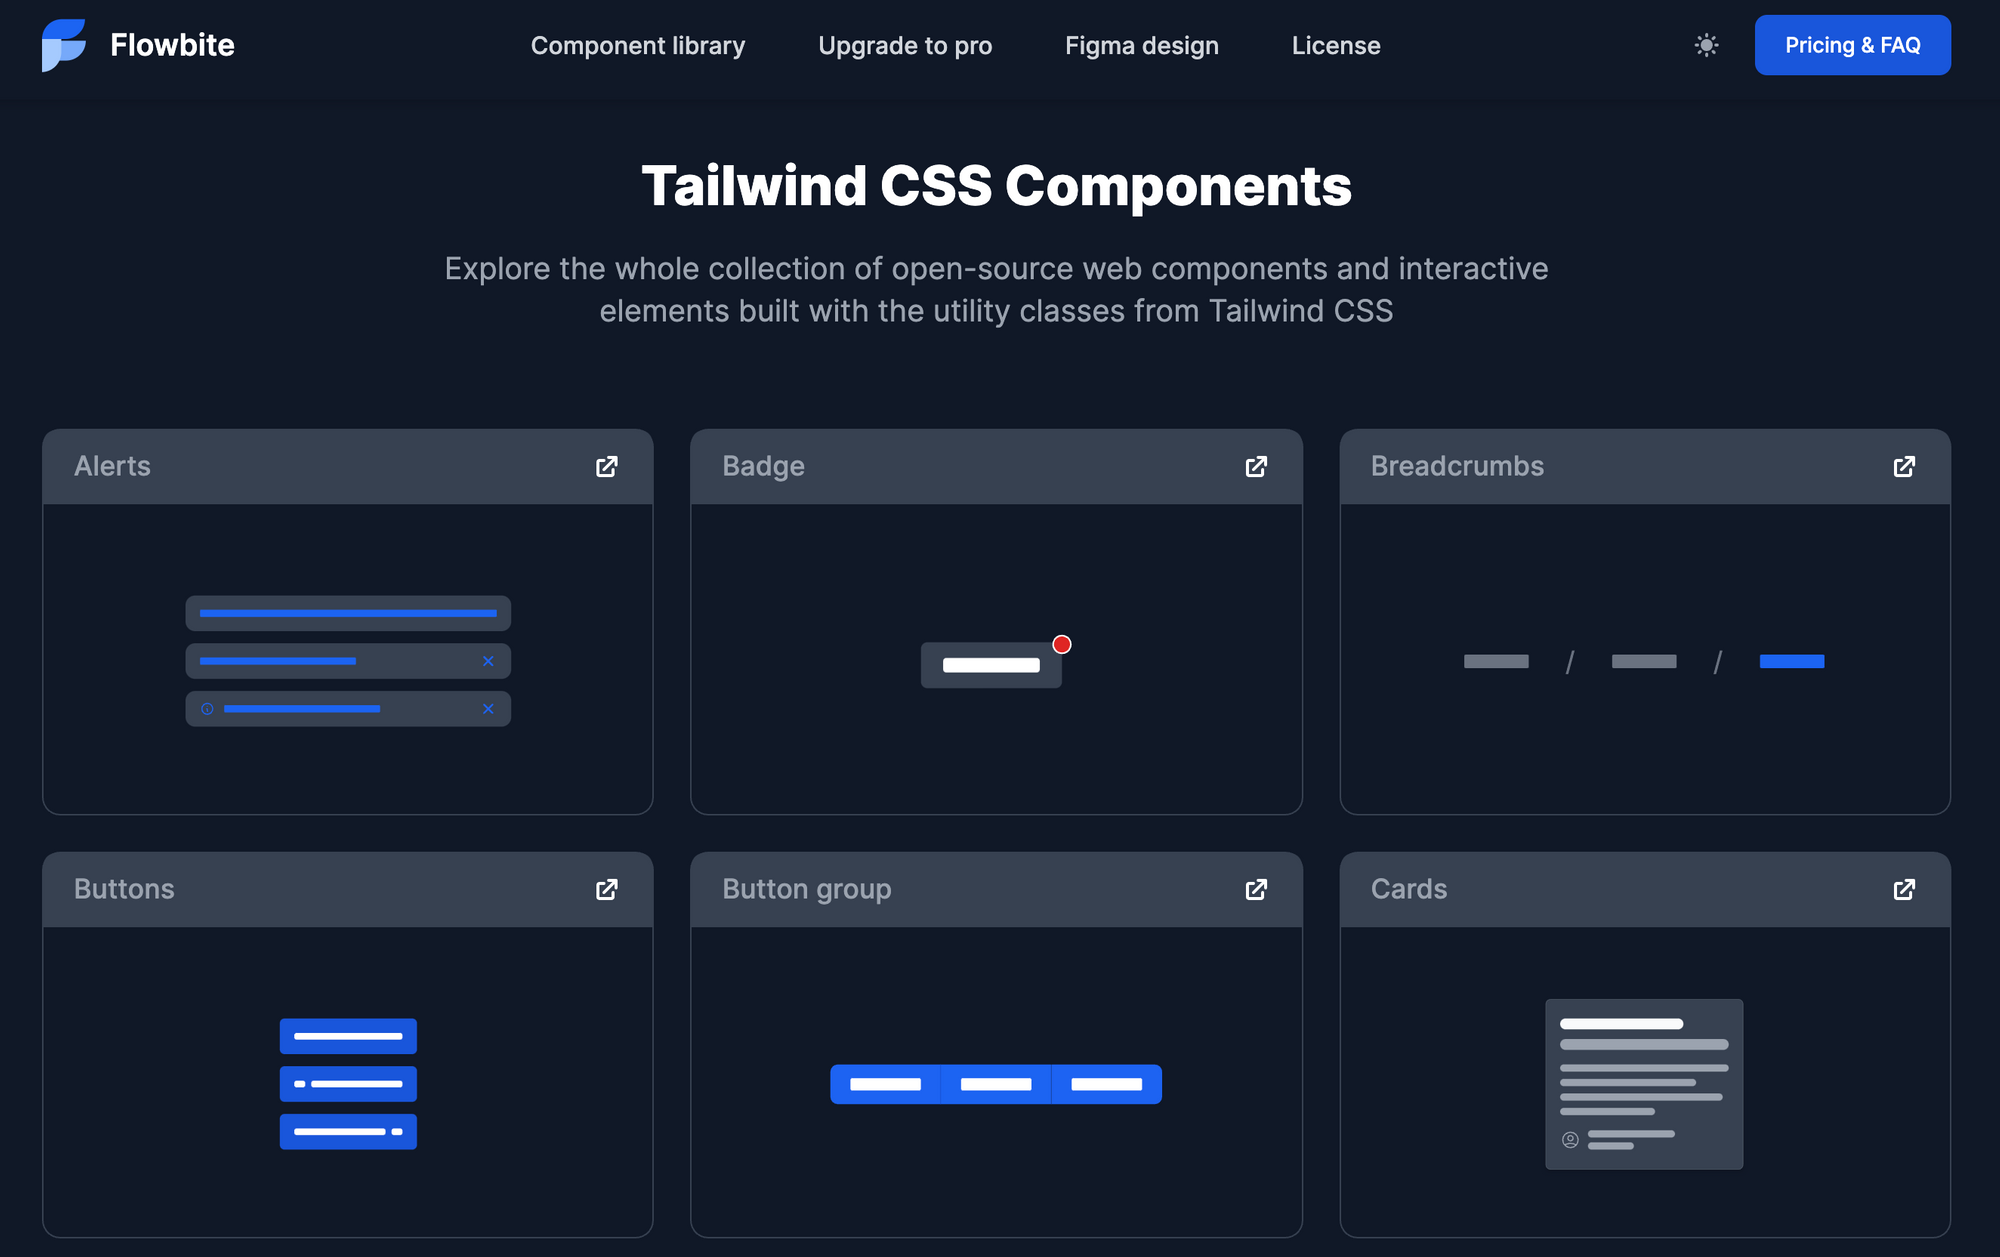 Flowbite
Component library
Upgrade to pro
Figma design
License
Pricing & FAQ
Tailwind CSS Components
Explore the whole collection of open-source web components and interactive
elements built with the utility classes from Tailwind CSS
Alerts
Badge
Breadcrumbs
/ /
Buttons
Button group
Cards